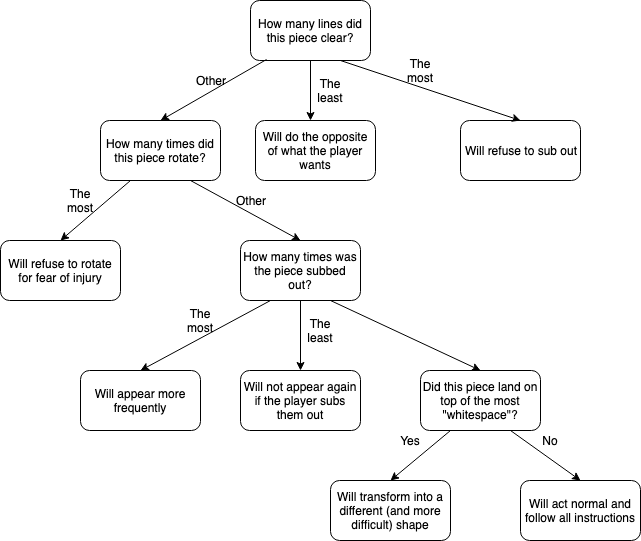 How many lines did
this piece clear?
Other
The
least
The
most
How many times did
this piece rotate?
Will do the opposite
of what the player
wants
Will refuse to sub out
The
most
Other
Will refuse to rotate
for fear of injury
How many times was
the piece subbed
out?
The
most
The
least
Will appear more
frequently
Will not appear again
if the player subs
them out
Did this piece land on
top of the most
"whitespace"?
Yes
No
Will transform into a
different (and more
difficult) shape
Will act normal and
follow all instructions